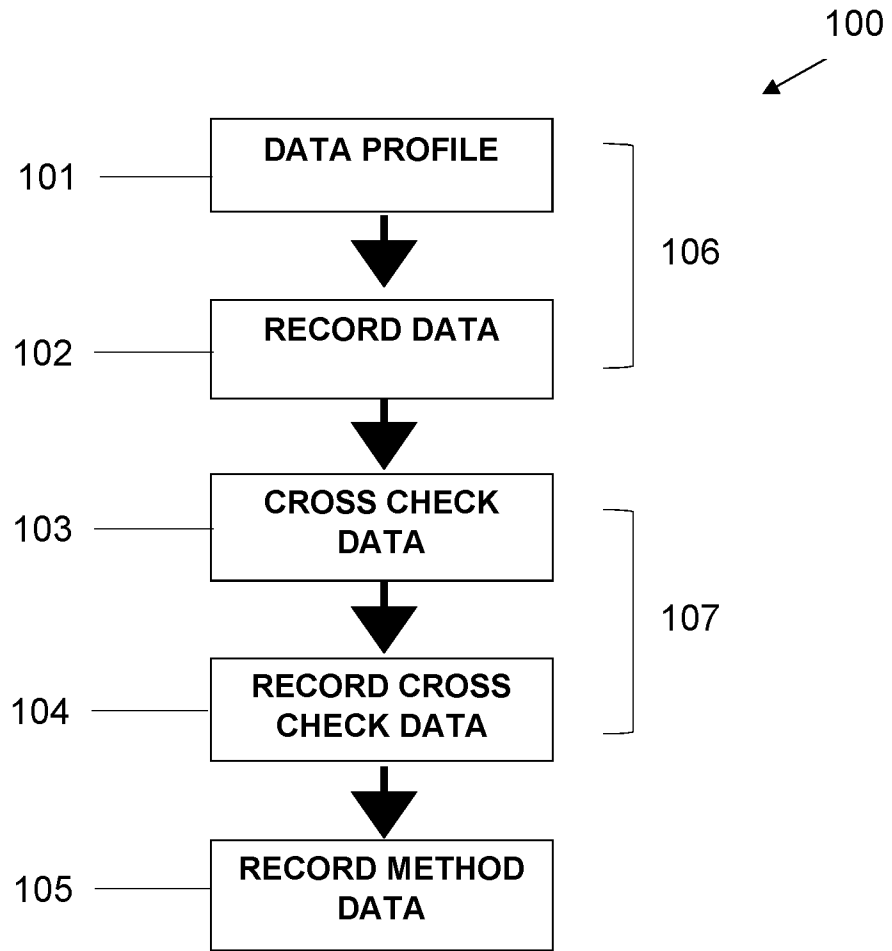 100
DATA PROFILE
101
106
RECORD DATA
102
CROSS CHECK
DATA
103
107
RECORD CROSS
CHECK DATA
104
RECORD METHOD
DATA
105